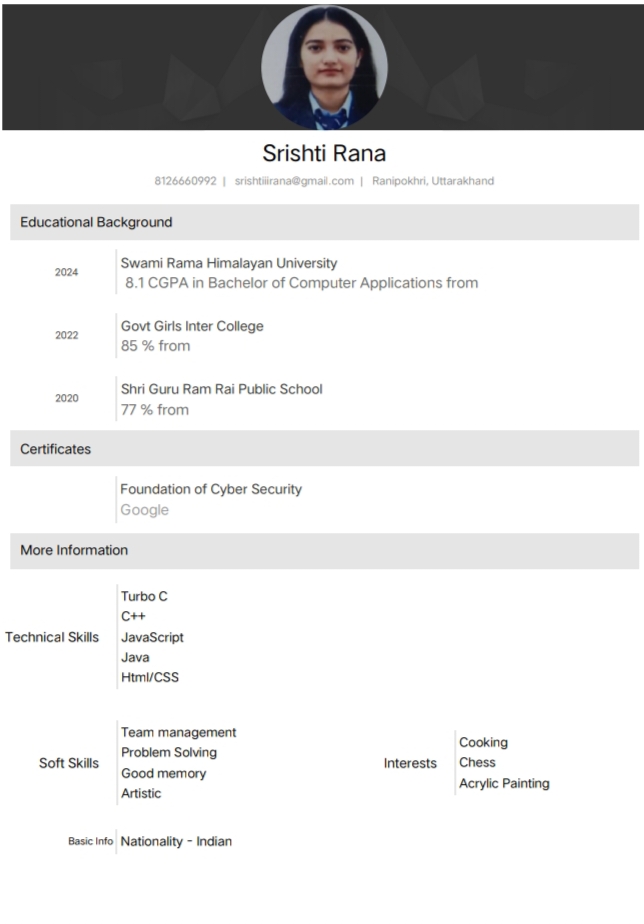 Srishti Rana
8126660992 | srishtiiirana@gmail.com | Ranipokhri, Uttarakhand
Educational Background
2024
Swami Rama Himalayan University
8.1 CGPA in Bachelor of Computer Applications from
2022
Govt Girls Inter College
85 % from
2020
Shri Guru Ram Rai Public School
77 % from
Certificates
Foundation of Cyber Security
Google
More Information
Technical Skills
Turbo C
C++
JavaScript
Java
Html/CSS
Soft Skills
Team management
Problem Solving
Good memory
Artistic
Interests
Cooking
Chess
Acrylic Painting
Basic Info
Nationality - Indian